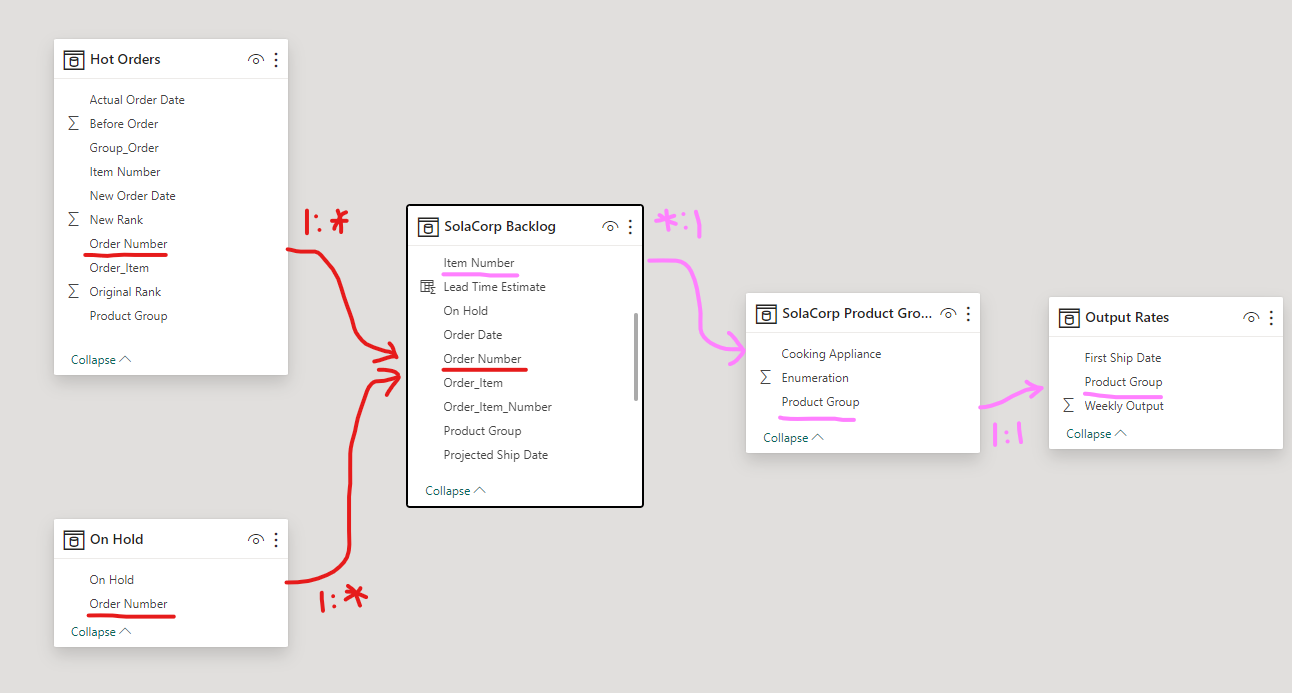 Hot Orders
Actual Order Date
Before Order
Group_Order
Item Number
New Order Date
New Rank
Order Number
Order_Item
Original Rank
Product Group
Collapse
1:*
On Hold
On Hold
Order Number
Collapse
1:*
SolaCorp Backlog
Item Number
Lead Time Estimate
On Hold
Order Date
Order Number
Order_Item
Order_Item_Number
Product Group
Projected Ship Date
Collapse
*:1
SolaCorp Product Gro...
Cooking Appliance
Enumeration
Product Group
Collapse
1:1
Output Rates
First Ship Date
Product Group
Weekly Output
Collapse